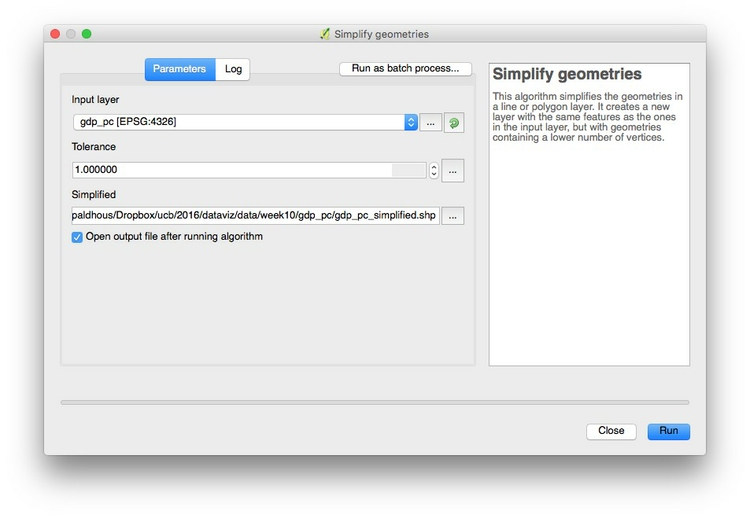 Simplify geometries
Parameters
Log
Run as batch process...
Input layer
gdp_pc [EPSG:4326]
...
Tolerance
1.000000
...
Simplified
paldhous/Dropbox/ucb/2016/dataviz/data/week10/gdp_pc/gdp_pc_simplified.shp
...
Open output file after running algorithm
Simplify geometries
This algorithm simplifies the geometries in
a line or polygon layer. It creates a new
layer with the same features as the ones
in the input layer, but with geometries
containing a lower number of vertices.
Close
Run